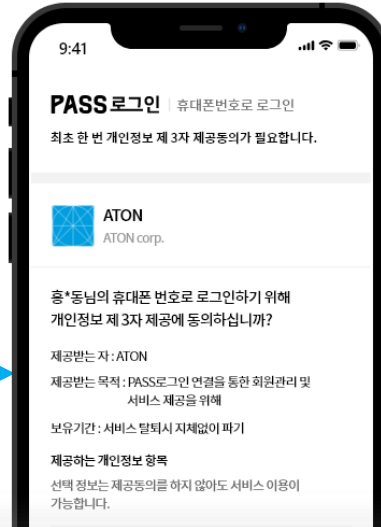 9:41
PASS 로그인 | 휴대폰번호로 로그인
최초 한 번 개인정보 제 3자 제공동의가 필요합니다.
ATON
ATON corp.
홍*동님의 휴대폰 번호로 로그인하기 위해
개인정보 제 3자 제공에 동의하십니까?
제공받는 자 : ATON
제공받는 목적 : PASS로그인 연결을 통한 회원관리 및
서비스 제공을 위해
보유기간 : 서비스 탈퇴시 지체없이 파기
제공하는 개인정보 항목
선택 정보는 제공동의를 하지 않아도 서비스 이용이
가능합니다.